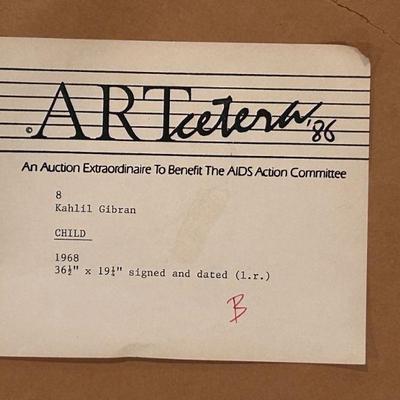 © ARTcetera, '86
An Auction Extraordinaire To Benefit The AIDS Action Committee
8
Kahlil Gibran
CHILD
1968
36½" x 19¼" signed and dated (l.r.)
B